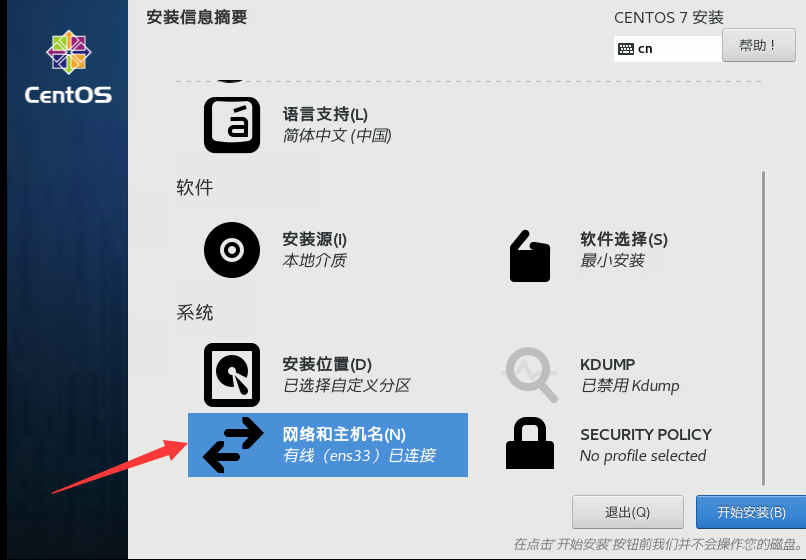 安装信息摘要
CENTOS 7 安装
cn
帮助！
CentOS
á
语言支持(L)
简体中文 (中国)
软件
安装源(I)
本地介质
软件选择(S)
最小安装
系统
安装位置(D)
已选择自定义分区
KDUMP
已禁用 Kdump
网络和主机名(N)
有线（ens33）已连接
SECURITY POLICY
No profile selected
退出(Q)
开始安装(B)
在点击"开始安装"按钮前我们并不会操作您的磁盘。